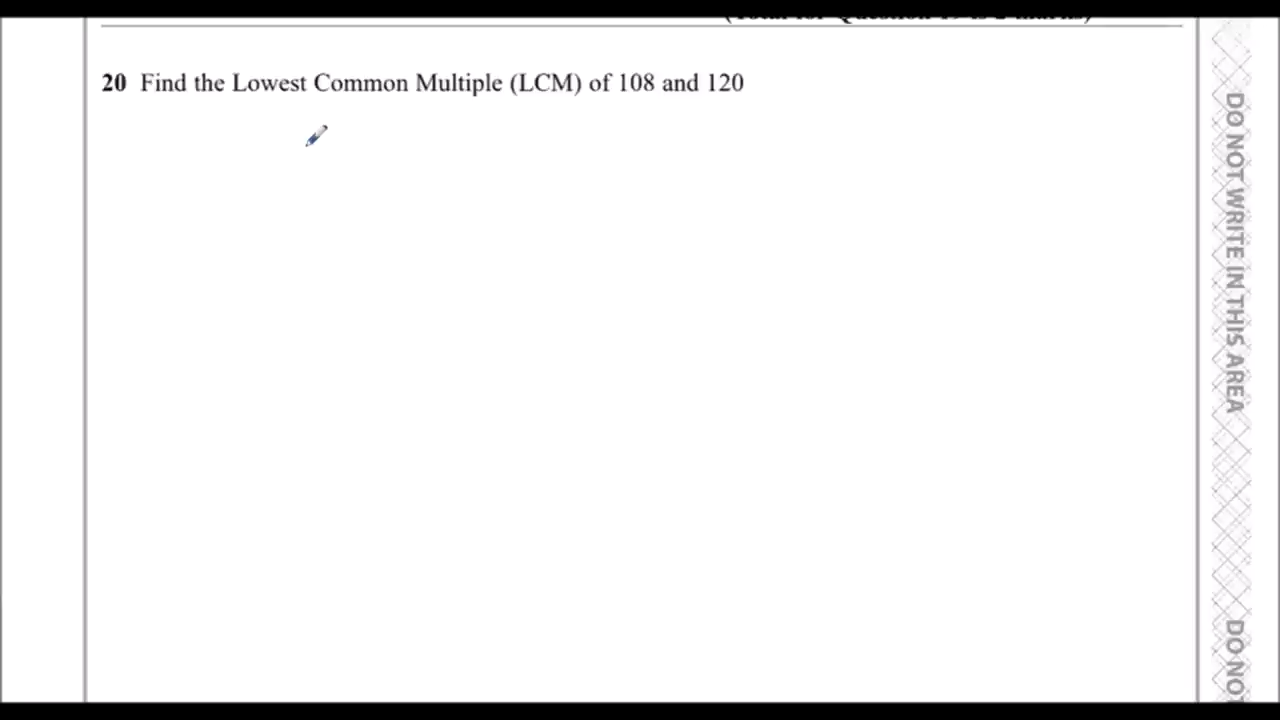 20 Find the Lowest Common Multiple (LCM) of 108 and 120
DO NOT WRITE IN THIS AREA
DO NOT